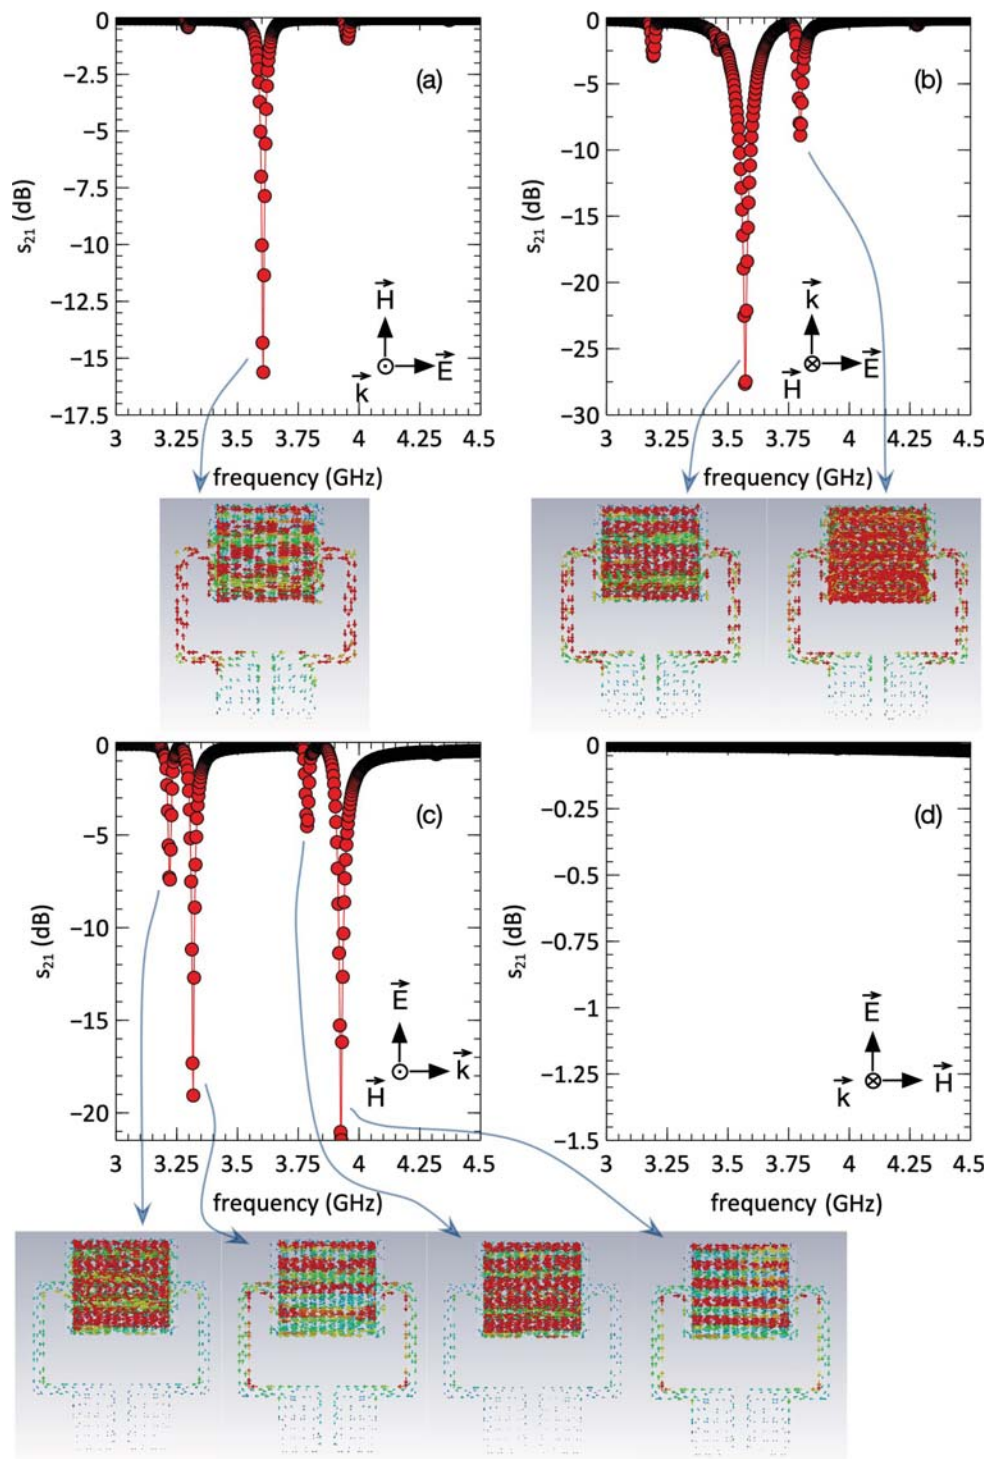 0
−2.5
−5
−7.5
−10
−12.5
−15
−17.5
s21 (dB)
(a)
H
k
E
3 3.25 3.5 3.75 4 4.25 4.5
frequency (GHz)
0
−5
−10
−15
−20
−25
−30
s21 (dB)
(b)
k
H
E
3 3.25 3.5 3.75 4 4.25 4.5
frequency (GHz)
0
−5
−10
−15
−20
s21 (dB)
(c)
E
H
k
3 3.25 3.5 3.75 4 4.25 4.5
frequency (GHz)
0
−0.25
−0.5
−0.75
−1
−1.25
−1.5
s21 (dB)
(d)
E
k
H
3 3.25 3.5 3.75 4 4.25 4.5
frequency (GHz)